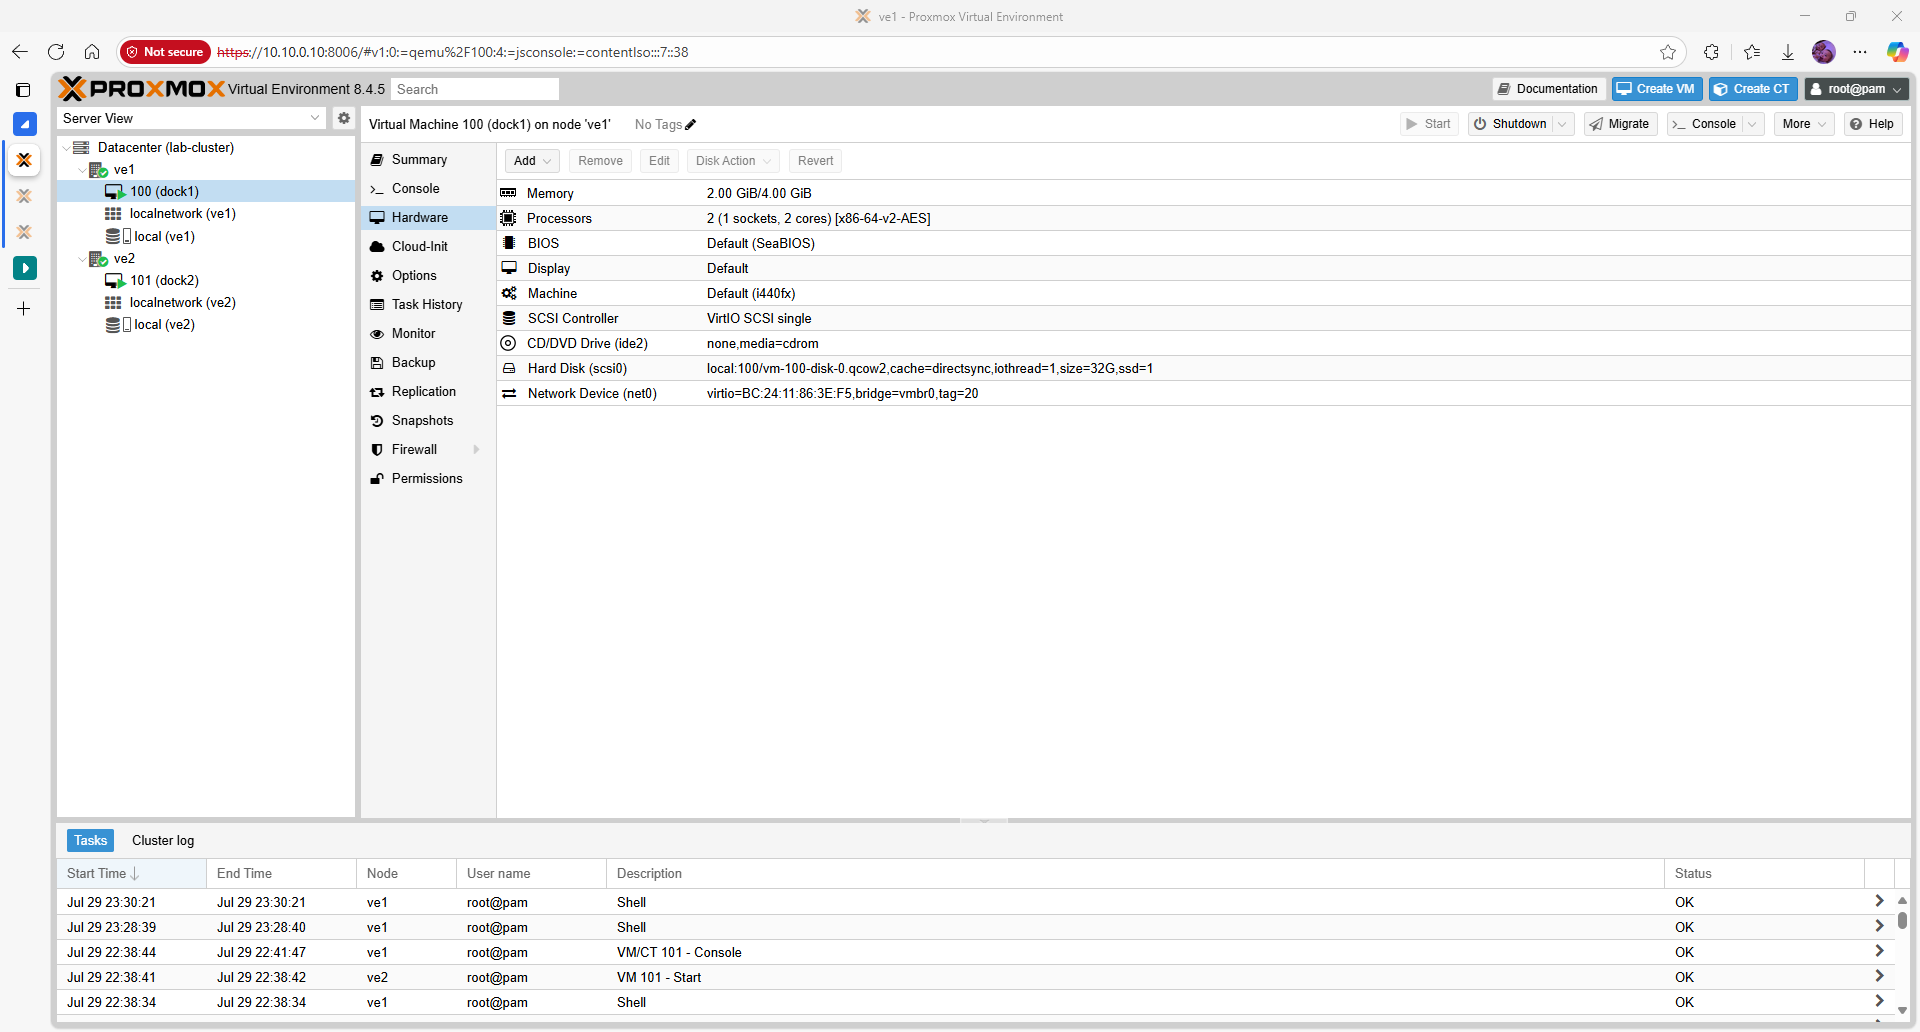 ve1 - Proxmox Virtual Environment
Not secure https://10.10.0.10:8006/#v1:0:=qemu%2F100:4:=jsconsole:=contentIso:::7::38
PROXMOX Virtual Environment 8.4.5 Search Documentation Create VM Create CT root@pam
Server View
Virtual Machine 100 (dock1) on node 've1' No Tags Start Shutdown Migrate Console More Help
Datacenter (lab-cluster)
ve1
100 (dock1)
localnetwork (ve1)
local (ve1)
ve2
101 (dock2)
localnetwork (ve2)
local (ve2)
Summary
Console
Hardware
Cloud-Init
Options
Task History
Monitor
Backup
Replication
Snapshots
Firewall
Permissions
Add Remove Edit Disk Action Revert
Memory 2.00 GiB/4.00 GiB
Processors 2 (1 sockets, 2 cores) [x86-64-v2-AES]
BIOS Default (SeaBIOS)
Display Default
Machine Default (i440fx)
SCSI Controller VirtIO SCSI single
CD/DVD Drive (ide2) none,media=cdrom
Hard Disk (scsi0) local:100/vm-100-disk-0.qcow2,cache=directsync,iothread=1,size=32G,ssd=1
Network Device (net0) virtio=BC:24:11:86:3E:F5,bridge=vmbr0,tag=20
Tasks Cluster log
Start Time End Time Node User name Description Status
Jul 29 23:30:21 Jul 29 23:30:21 ve1 root@pam Shell OK
Jul 29 23:28:39 Jul 29 23:28:40 ve1 root@pam Shell OK
Jul 29 22:38:44 Jul 29 22:41:47 ve1 root@pam VM/CT 101 - Console OK
Jul 29 22:38:41 Jul 29 22:38:42 ve2 root@pam VM 101 - Start OK
Jul 29 22:38:34 Jul 29 22:38:34 ve1 root@pam Shell OK